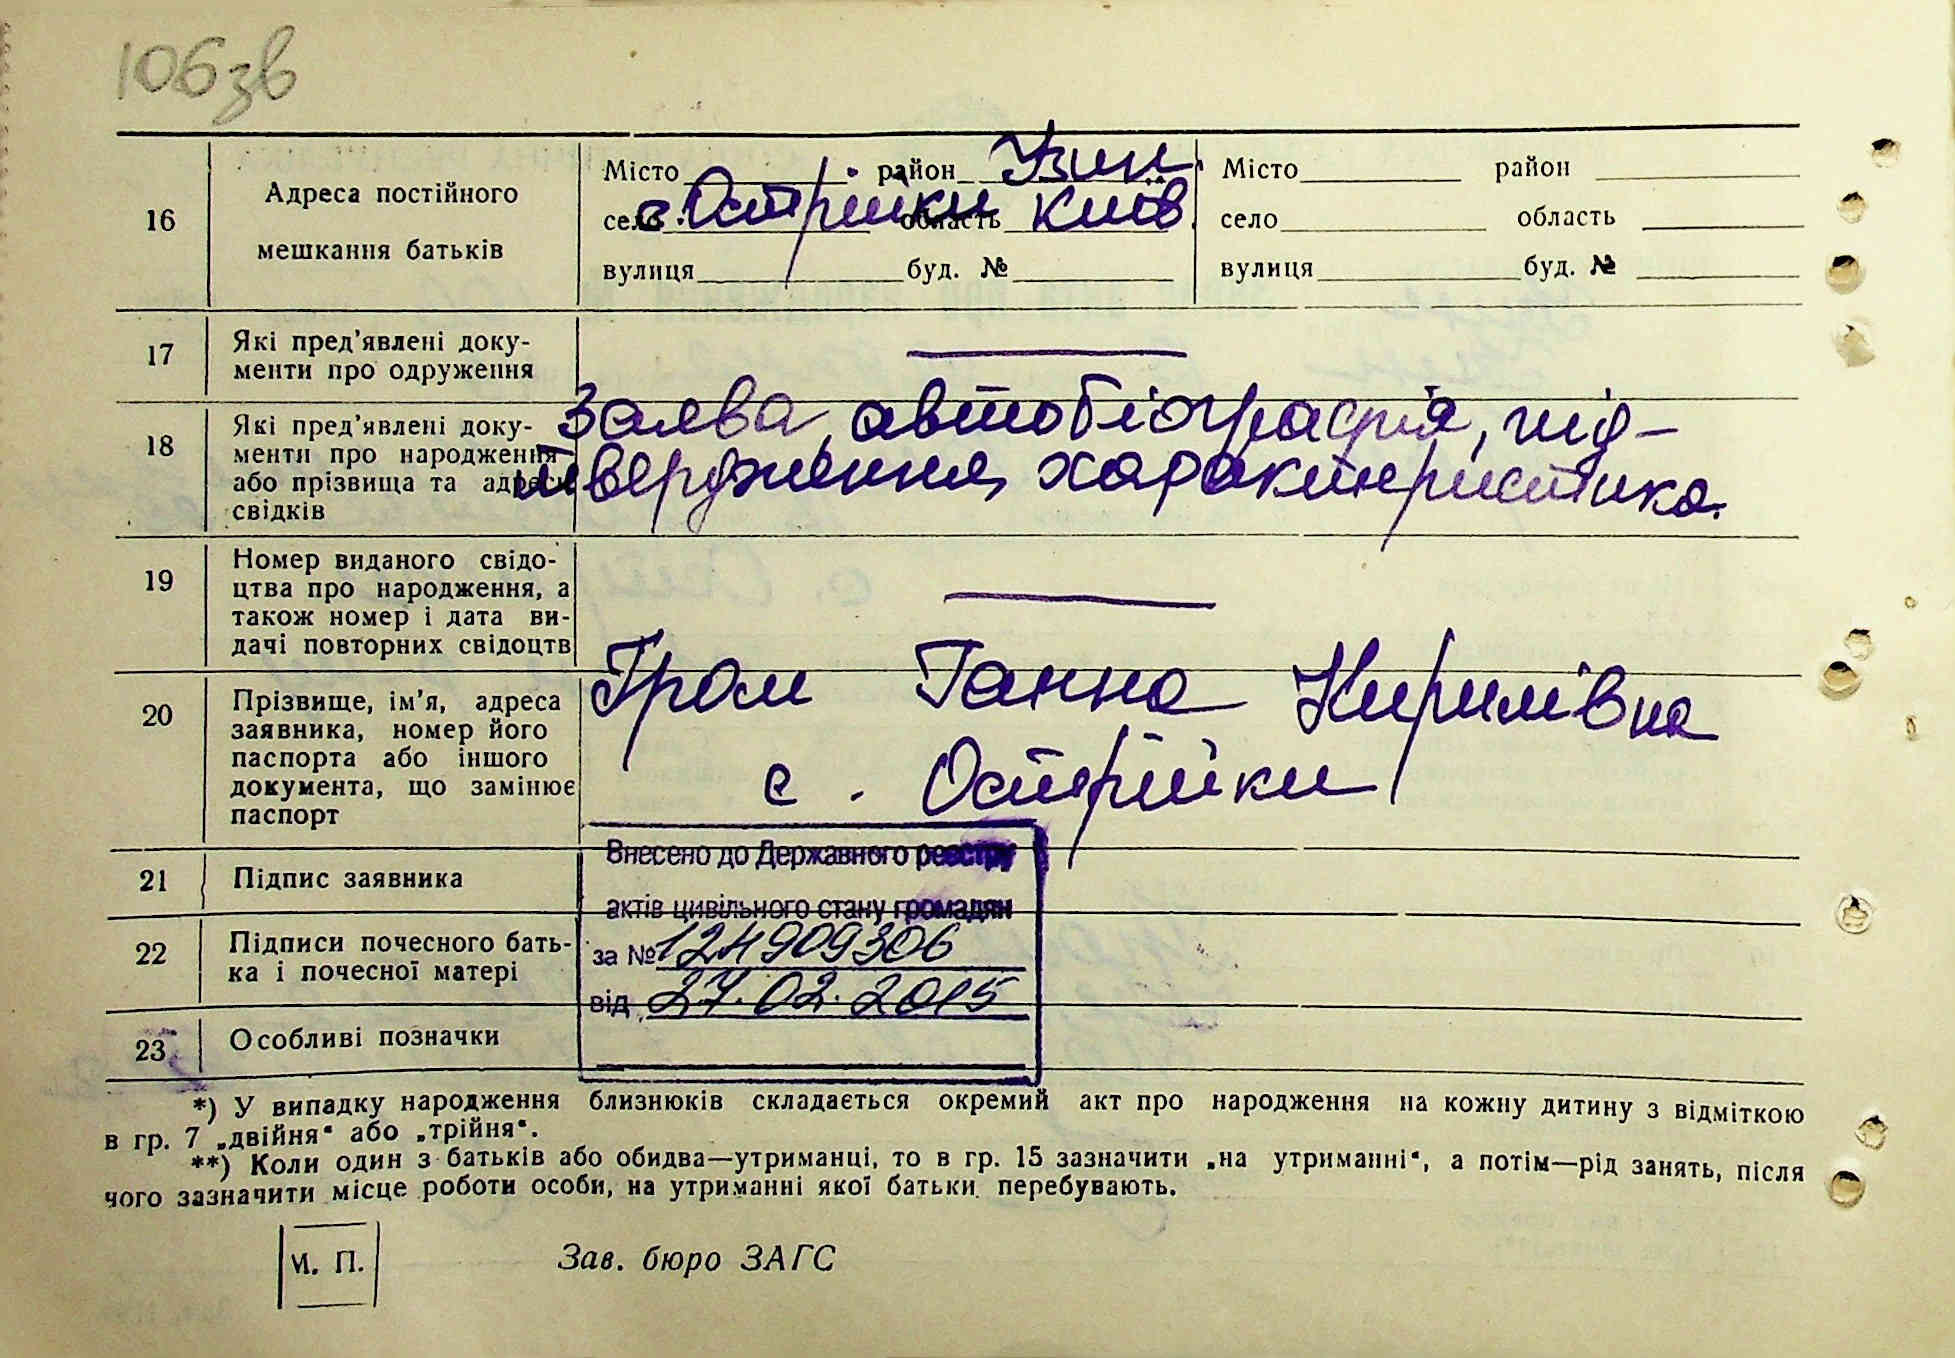 106зв
16 Адреса постійного мешкання батьків
Місто район Узин.
село с. Острійки область Київ.
вулиця буд. №
Місто район
село область
вулиця буд. №
17 Які пред'явлені доку-
менти про одруження
18 Які пред'явлені доку-
менти про народження
або прізвища та адреси
свідків
Заява, автобіографія, під-
твердження, характеристика.
19 Номер виданого свідо-
цтва про народження, а
також номер і дата ви-
дачі повторних свідоцтв
20 Прізвище, ім'я, адреса
заявника, номер його
паспорта або іншого
документа, що замінює
паспорт
Гром Ганна Кирилівна
с. Острійки
21 Підпис заявника
22 Підписи почесного бать-
ка і почесної матері
23 Особливі позначки
Внесено до Державного реєстру
актів цивільного стану громадян
за № 124909306
від 27.02.2015
*) У випадку народження близнюків складається окремий акт про народження на кожну дитину з відміткою
в гр. 7 „двійня“ або „трійня“.
**) Коли один з батьків або обидва—утриманці, то в гр. 15 зазначити „на утриманні“, а потім—рід занять, після
чого зазначити місце роботи особи, на утриманні якої батьки перебувають.
М. П.
Зав. бюро ЗАГС